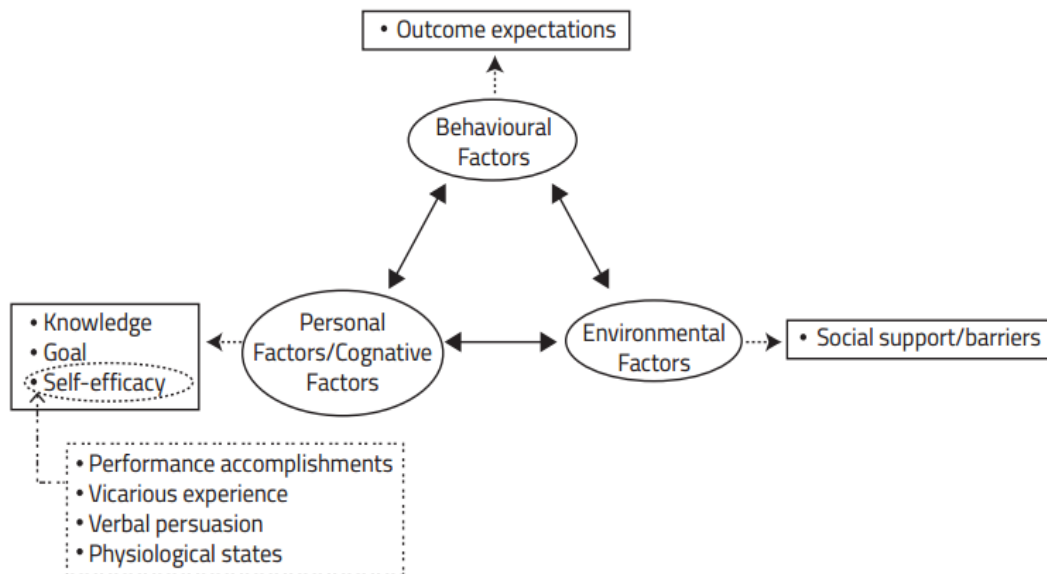 • Outcome expectations
Behavioural
Factors
• Knowledge
• Goal
• Self-efficacy
Personal
Factors/Cognitive
Factors
Environmental
Factors
• Social support/barriers
• Performance accomplishments
• Vicarious experience
• Verbal persuasion
• Physiological states